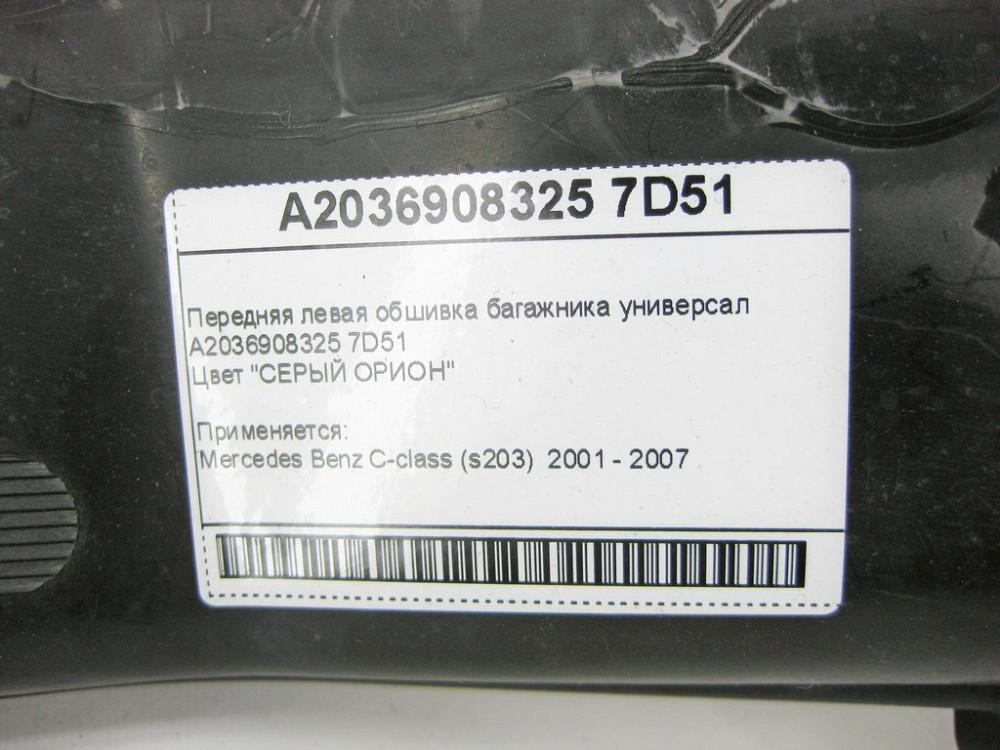 A2036908325 7D51
Передняя левая обшивка багажника универсал
A2036908325 7D51
Цвет "СЕРЫЙ ОРИОН"
Применяется:
Mercedes Benz C-class (s203) 2001 - 2007